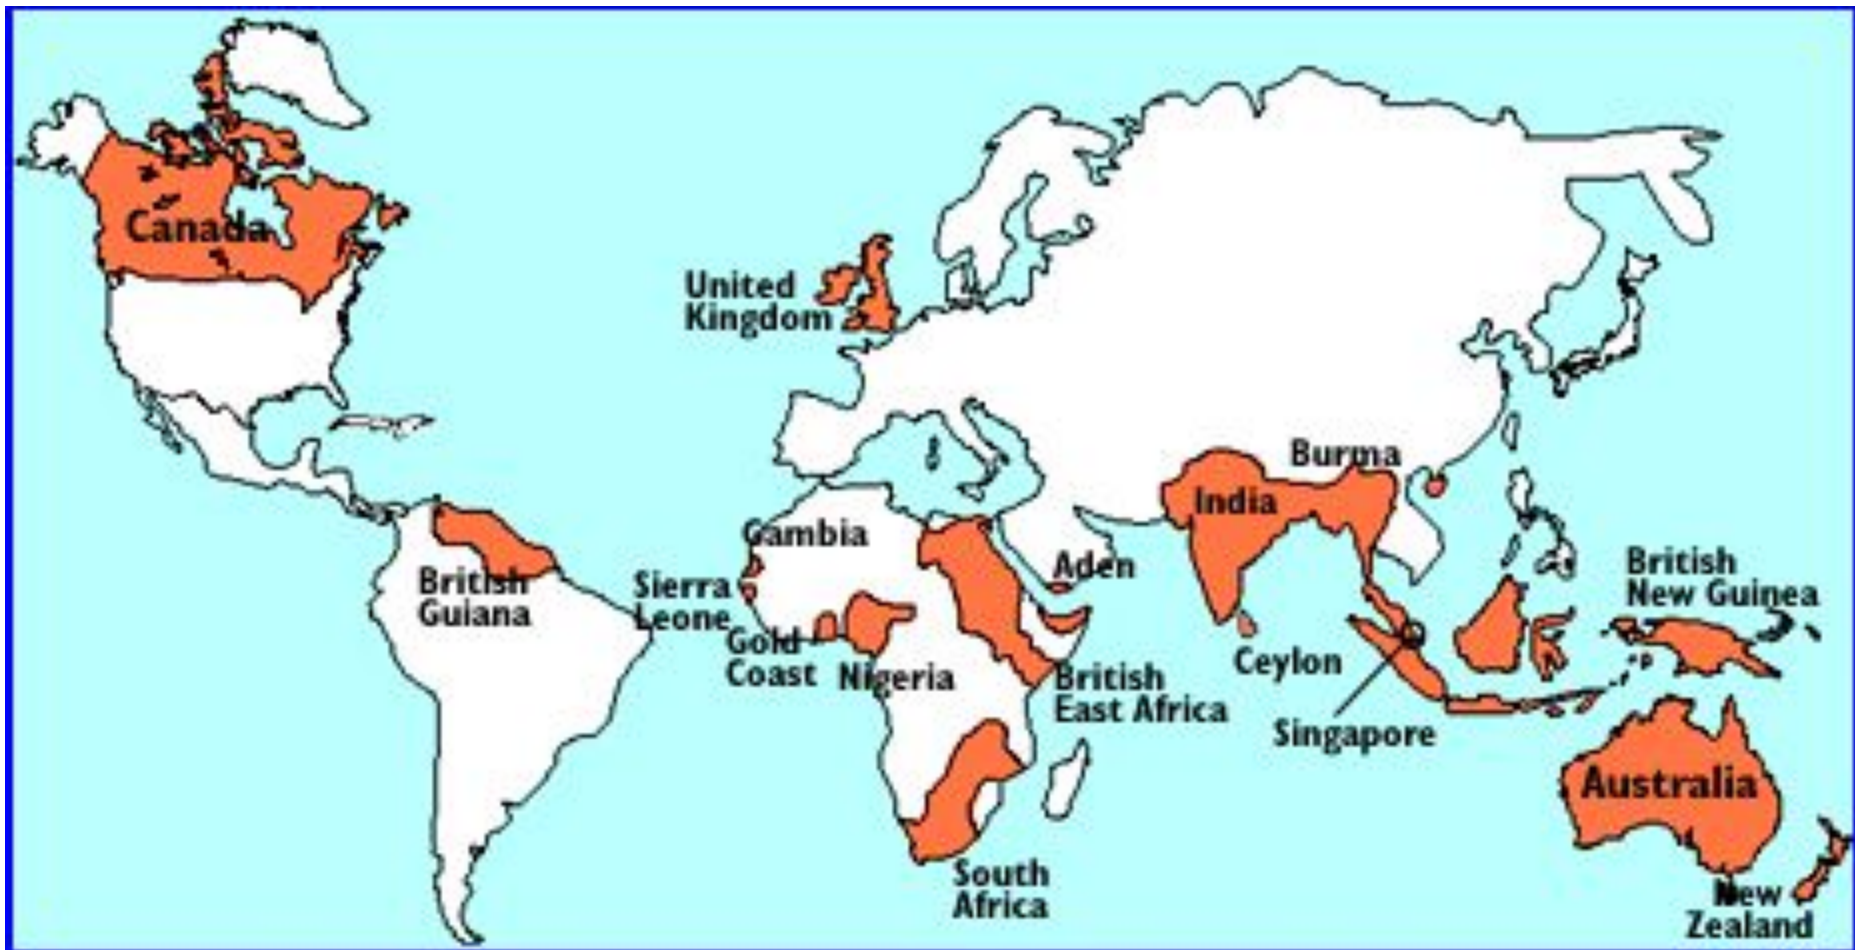 Canada
United
Kingdom
Burma
India
Gambia
Aden
British
Guiana
Sierra
Leone
Gold
Coast
Nigeria
British
East Africa
British
New Guinea
Ceylon
Singapore
Australia
South
Africa
New
Zealand